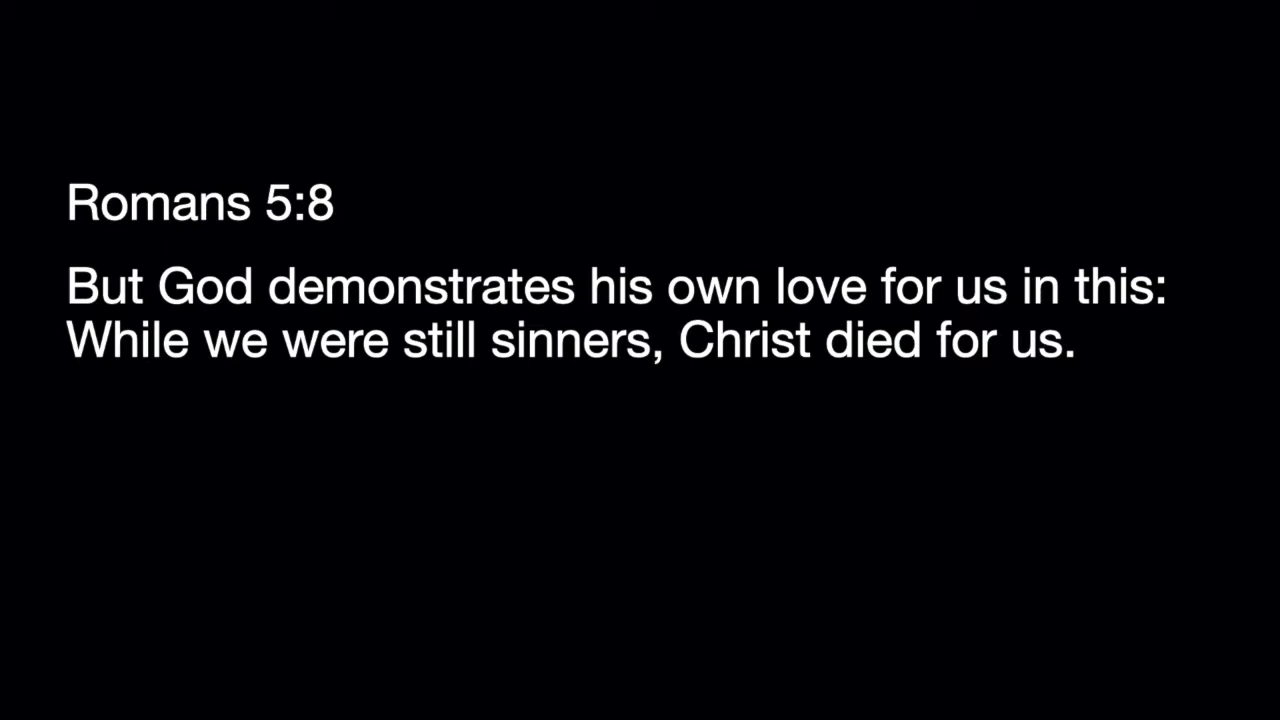 Romans 5:8
But God demonstrates his own love for us in this:
While we were still sinners, Christ died for us.